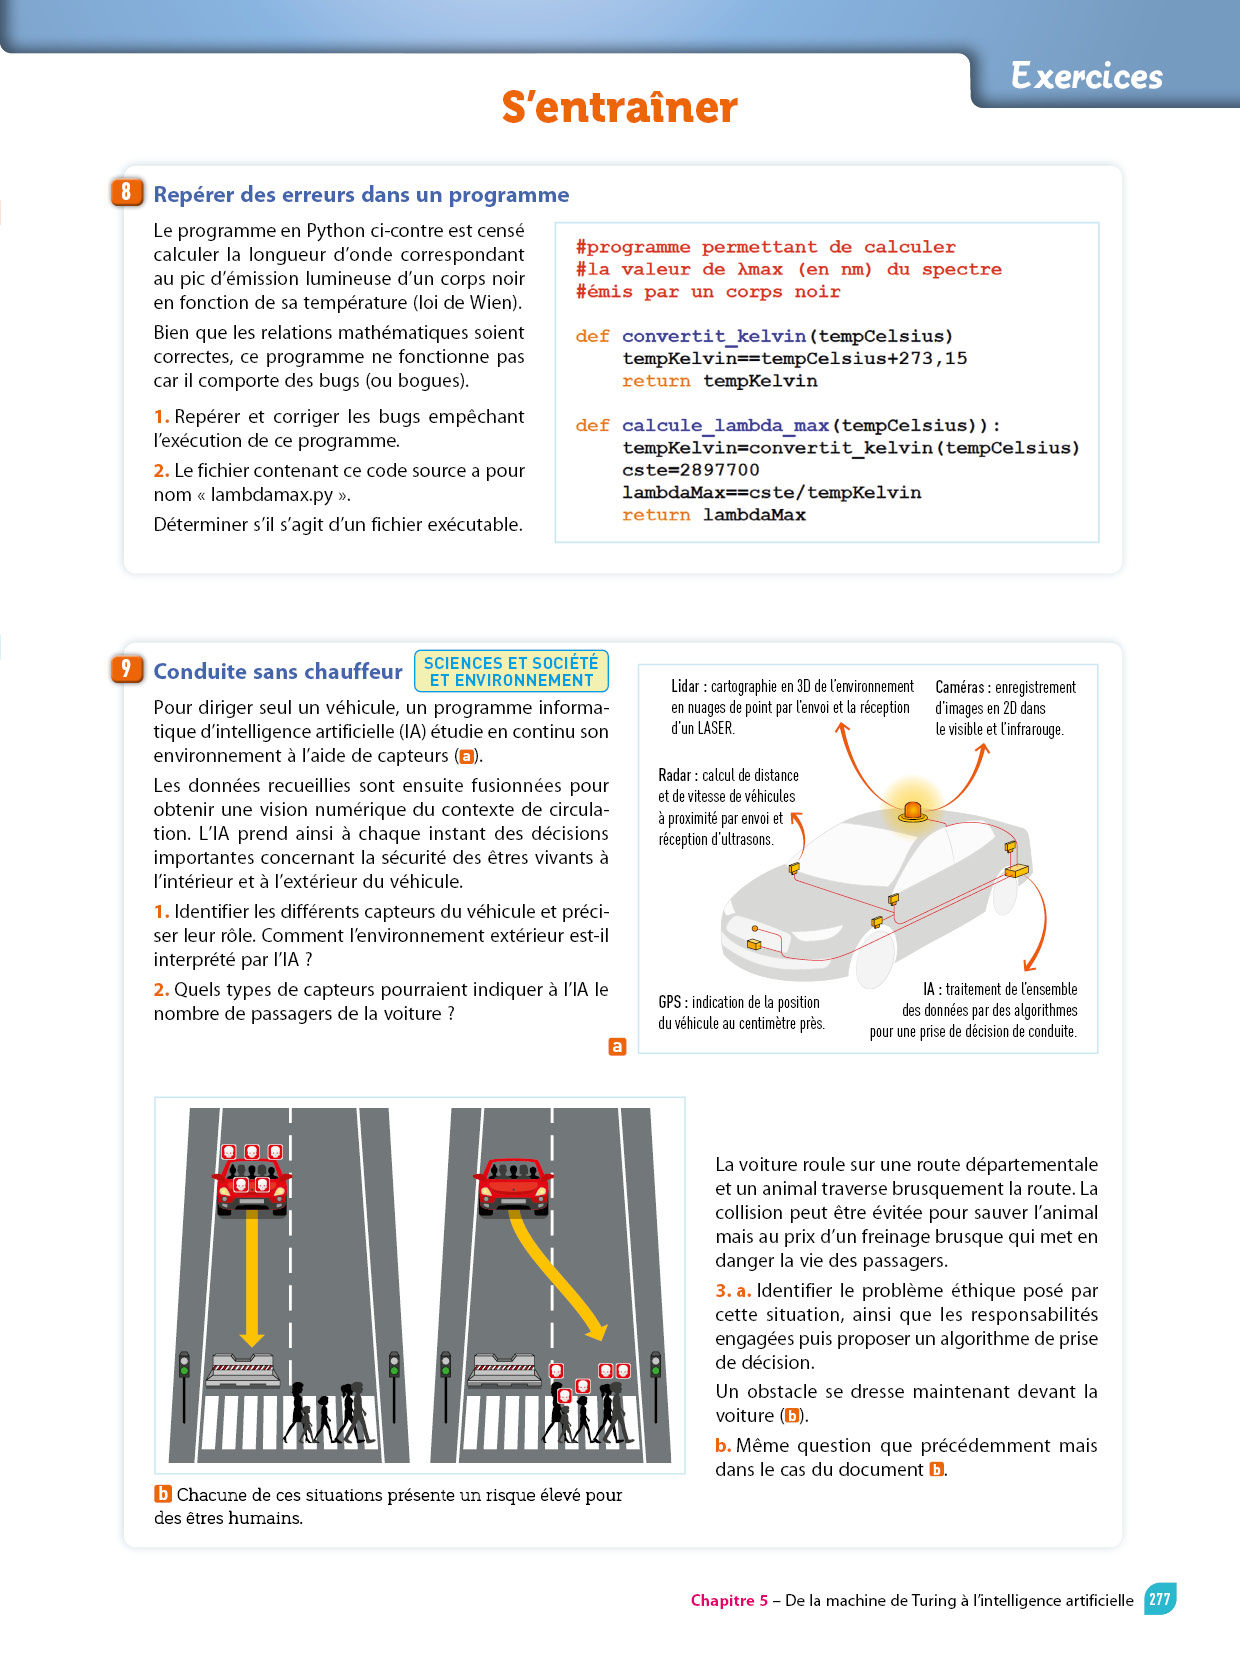 Exercices
S'entraîner
8 Repérer des erreurs dans un programme
Le programme en Python ci-contre est censé
calculer la longueur d'onde correspondant
au pic d'émission lumineuse d'un corps noir
en fonction de sa température (loi de Wien).
Bien que les relations mathématiques soient
correctes, ce programme ne fonctionne pas
car il comporte des bugs (ou bogues).
1. Repérer et corriger les bugs empêchant
l'exécution de ce programme.
2. Le fichier contenant ce code source a pour
nom « lambdamax.py ».
Déterminer s'il s'agit d'un fichier exécutable.
#programme permettant de calculer
#la valeur de λmax (en nm) du spectre
#émis par un corps noir
def convertit_kelvin(tempCelsius)
tempKelvin==tempCelsius+273,15
return tempKelvin
def calcule_lambda_max(tempCelsius)):
tempKelvin=convertit_kelvin(tempCelsius)
cste=2897700
lambdaMax==cste/tempKelvin
return lambdaMax
9 Conduite sans chauffeur
SCIENCES ET SOCIÉTÉ
ET ENVIRONNEMENT
Pour diriger seul un véhicule, un programme informa-
tique d'intelligence artificielle (IA) étudie en continu son
environnement à l'aide de capteurs (a).
Les données recueillies sont ensuite fusionnées pour
obtenir une vision numérique du contexte de circula-
tion. L'IA prend ainsi à chaque instant des décisions
importantes concernant la sécurité des êtres vivants à
l'intérieur et à l'extérieur du véhicule.
1. Identifier les différents capteurs du véhicule et préci-
ser leur rôle. Comment l'environnement extérieur est-il
interprété par l'IA ?
2. Quels types de capteurs pourraient indiquer à l'IA le
nombre de passagers de la voiture ?
a
Lidar : cartographie en 3D de l'environnement
en nuages de point par l'envoi et la réception
d'un LASER.
Caméras : enregistrement
d'images en 2D dans
le visible et l'infrarouge.
Radar : calcul de distance
et de vitesse de véhicules
à proximité par envoi et
réception d'ultrasons.
GPS : indication de la position
du véhicule au centimètre près.
IA : traitement de l'ensemble
des données par des algorithmes
pour une prise de décision de conduite.
b Chacune de ces situations présente un risque élevé pour
des êtres humains.
La voiture roule sur une route départementale
et un animal traverse brusquement la route. La
collision peut être évitée pour sauver l'animal
mais au prix d'un freinage brusque qui met en
danger la vie des passagers.
3. a. Identifier le problème éthique posé par
cette situation, ainsi que les responsabilités
engagées puis proposer un algorithme de prise
de décision.
Un obstacle se dresse maintenant devant la
voiture (b).
b. Même question que précédemment mais
dans le cas du document b.
Chapitre 5 – De la machine de Turing à l'intelligence artificielle 277